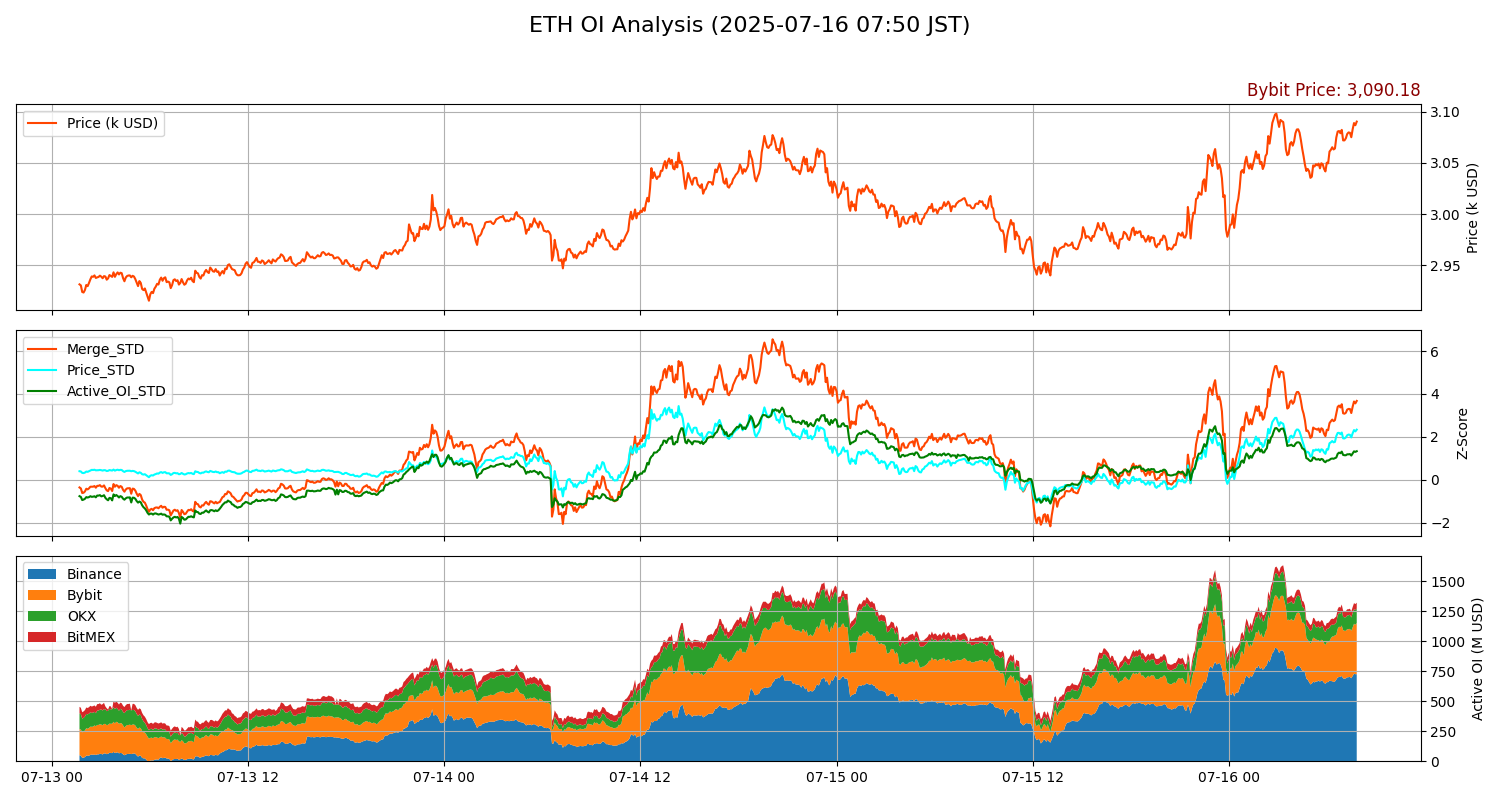 ETH OI Analysis (2025-07-16 07:50 JST)
Bybit Price: 3,090.18
Price (k USD)
3.10
3.05
3.00
2.95
Price (k USD)
Merge_STD
Price_STD
Active_OI_STD
6
4
2
0
−2
Z-Score
Binance
Bybit
OKX
BitMEX
1500
1250
1000
750
500
250
0
Active OI (M USD)
07-13 00
07-13 12
07-14 00
07-14 12
07-15 00
07-15 12
07-16 00